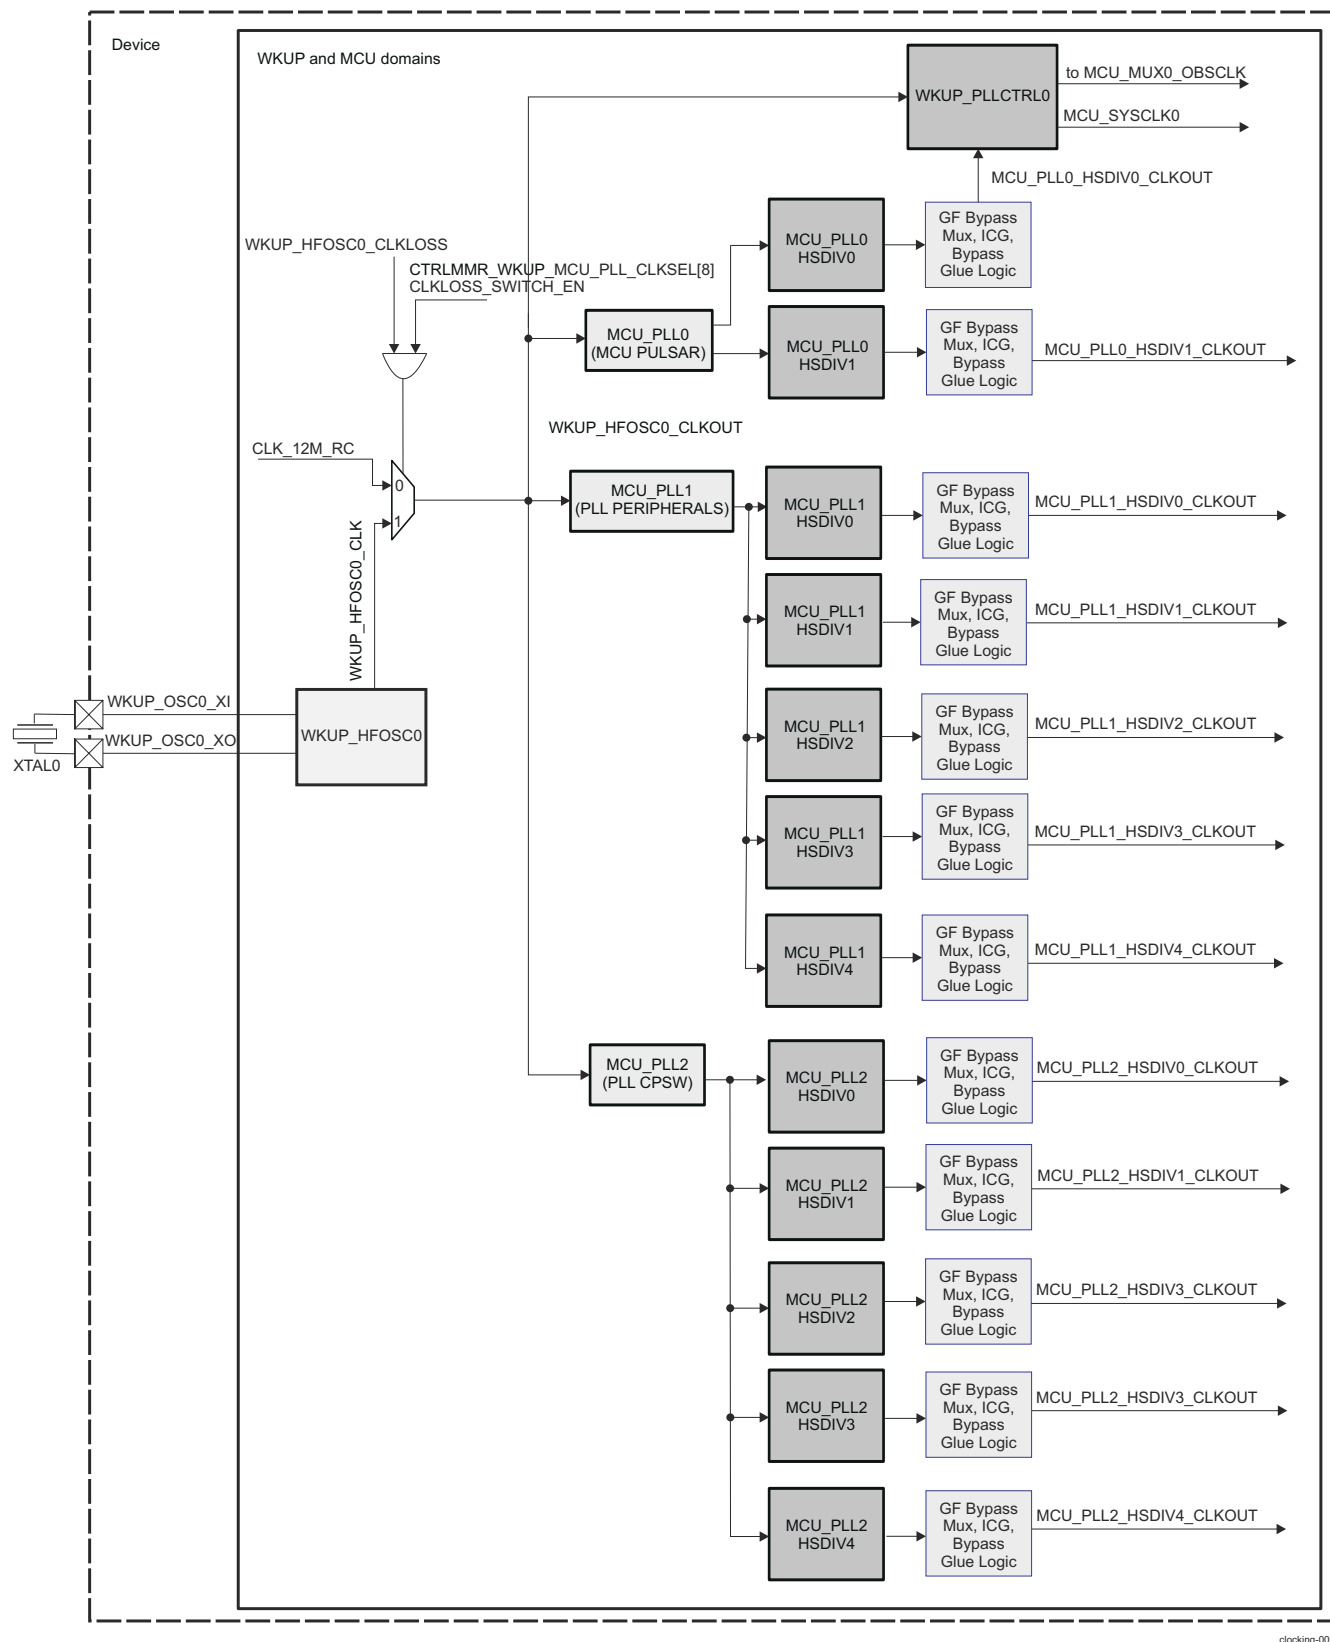 Device
WKUP and MCU domains
WKUP_PLLCTRL0
to MCU_MUX0_OBSCLK
MCU_SYSCLK0
MCU_PLL0_HSDIV0_CLKOUT
WKUP_HFOSC0_CLKLOSS
CTRLMMR_WKUP_MCU_PLL_CLKSEL[8]
CLKLOSS_SWITCH_EN
MCU_PLL0
(MCU PULSAR)
MCU_PLL0
HSDIV0
GF Bypass
Mux, ICG,
Bypass
Glue Logic
MCU_PLL0
HSDIV1
GF Bypass
Mux, ICG,
Bypass
Glue Logic
MCU_PLL0_HSDIV1_CLKOUT
WKUP_HFOSC0_CLKOUT
CLK_12M_RC
0
1
WKUP_HFOSC0_CLK
MCU_PLL1
(PLL PERIPHERALS)
MCU_PLL1
HSDIV0
GF Bypass
Mux, ICG,
Bypass
Glue Logic
MCU_PLL1_HSDIV0_CLKOUT
MCU_PLL1
HSDIV1
GF Bypass
Mux, ICG,
Bypass
Glue Logic
MCU_PLL1_HSDIV1_CLKOUT
WKUP_OSC0_XI
WKUP_OSC0_XO
XTAL0
WKUP_HFOSC0
MCU_PLL1
HSDIV2
GF Bypass
Mux, ICG,
Bypass
Glue Logic
MCU_PLL1_HSDIV2_CLKOUT
MCU_PLL1
HSDIV3
GF Bypass
Mux, ICG,
Bypass
Glue Logic
MCU_PLL1_HSDIV3_CLKOUT
MCU_PLL1
HSDIV4
GF Bypass
Mux, ICG,
Bypass
Glue Logic
MCU_PLL1_HSDIV4_CLKOUT
MCU_PLL2
(PLL CPSW)
MCU_PLL2
HSDIV0
GF Bypass
Mux, ICG,
Bypass
Glue Logic
MCU_PLL2_HSDIV0_CLKOUT
MCU_PLL2
HSDIV1
GF Bypass
Mux, ICG,
Bypass
Glue Logic
MCU_PLL2_HSDIV1_CLKOUT
MCU_PLL2
HSDIV2
GF Bypass
Mux, ICG,
Bypass
Glue Logic
MCU_PLL2_HSDIV3_CLKOUT
MCU_PLL2
HSDIV3
GF Bypass
Mux, ICG,
Bypass
Glue Logic
MCU_PLL2_HSDIV3_CLKOUT
MCU_PLL2
HSDIV4
GF Bypass
Mux, ICG,
Bypass
Glue Logic
MCU_PLL2_HSDIV4_CLKOUT
clocking-00